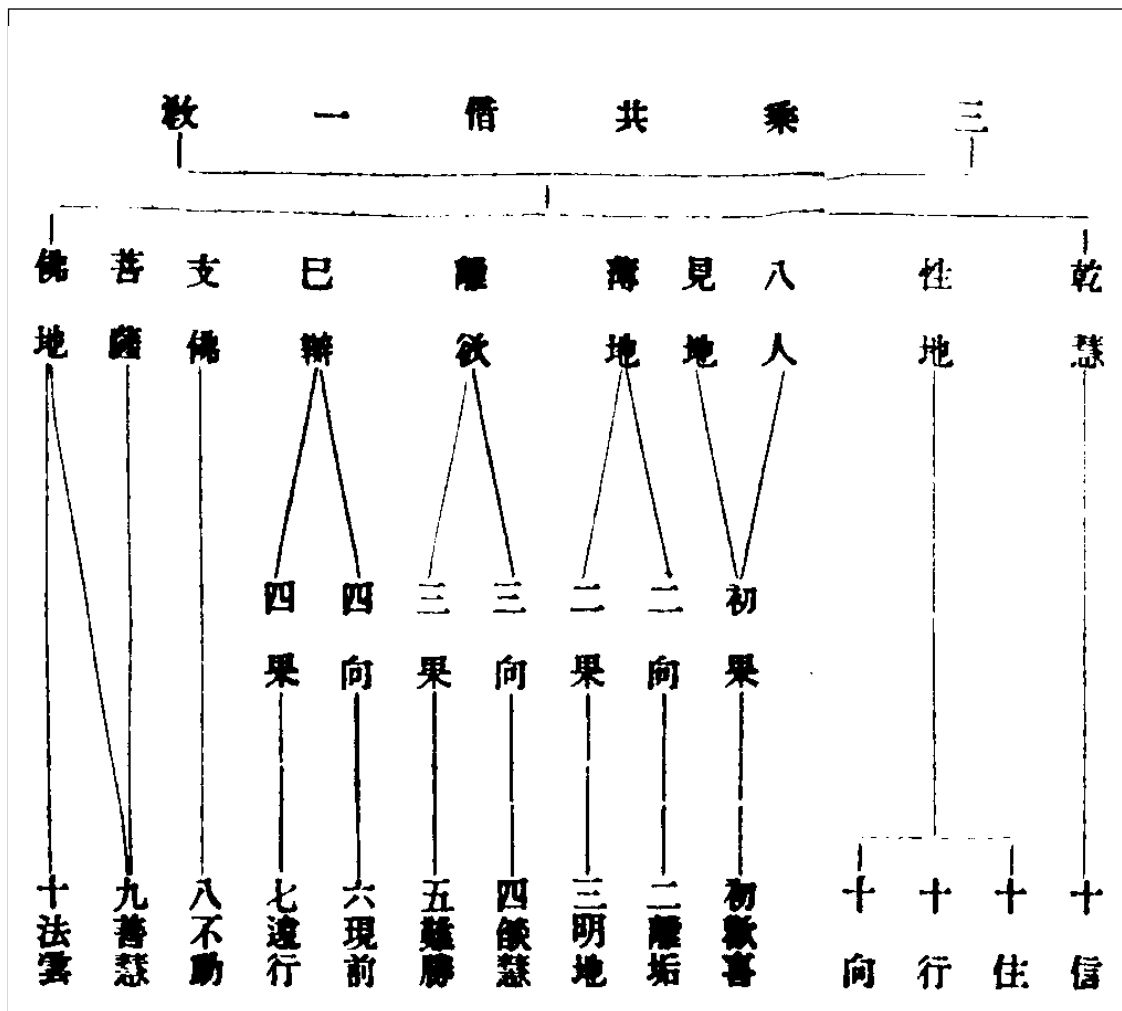 三乘共借一教
乾慧
性地
八人
見地
薄地
離欲
巳辦
支佛
菩薩
佛地
初果
二向
二果
三向
三果
四向
四果
十信
十住
十行
十向
初歡喜
二離垢
三明地
四燄慧
五難勝
六現前
七遠行
八不動
九善慧
十法雲